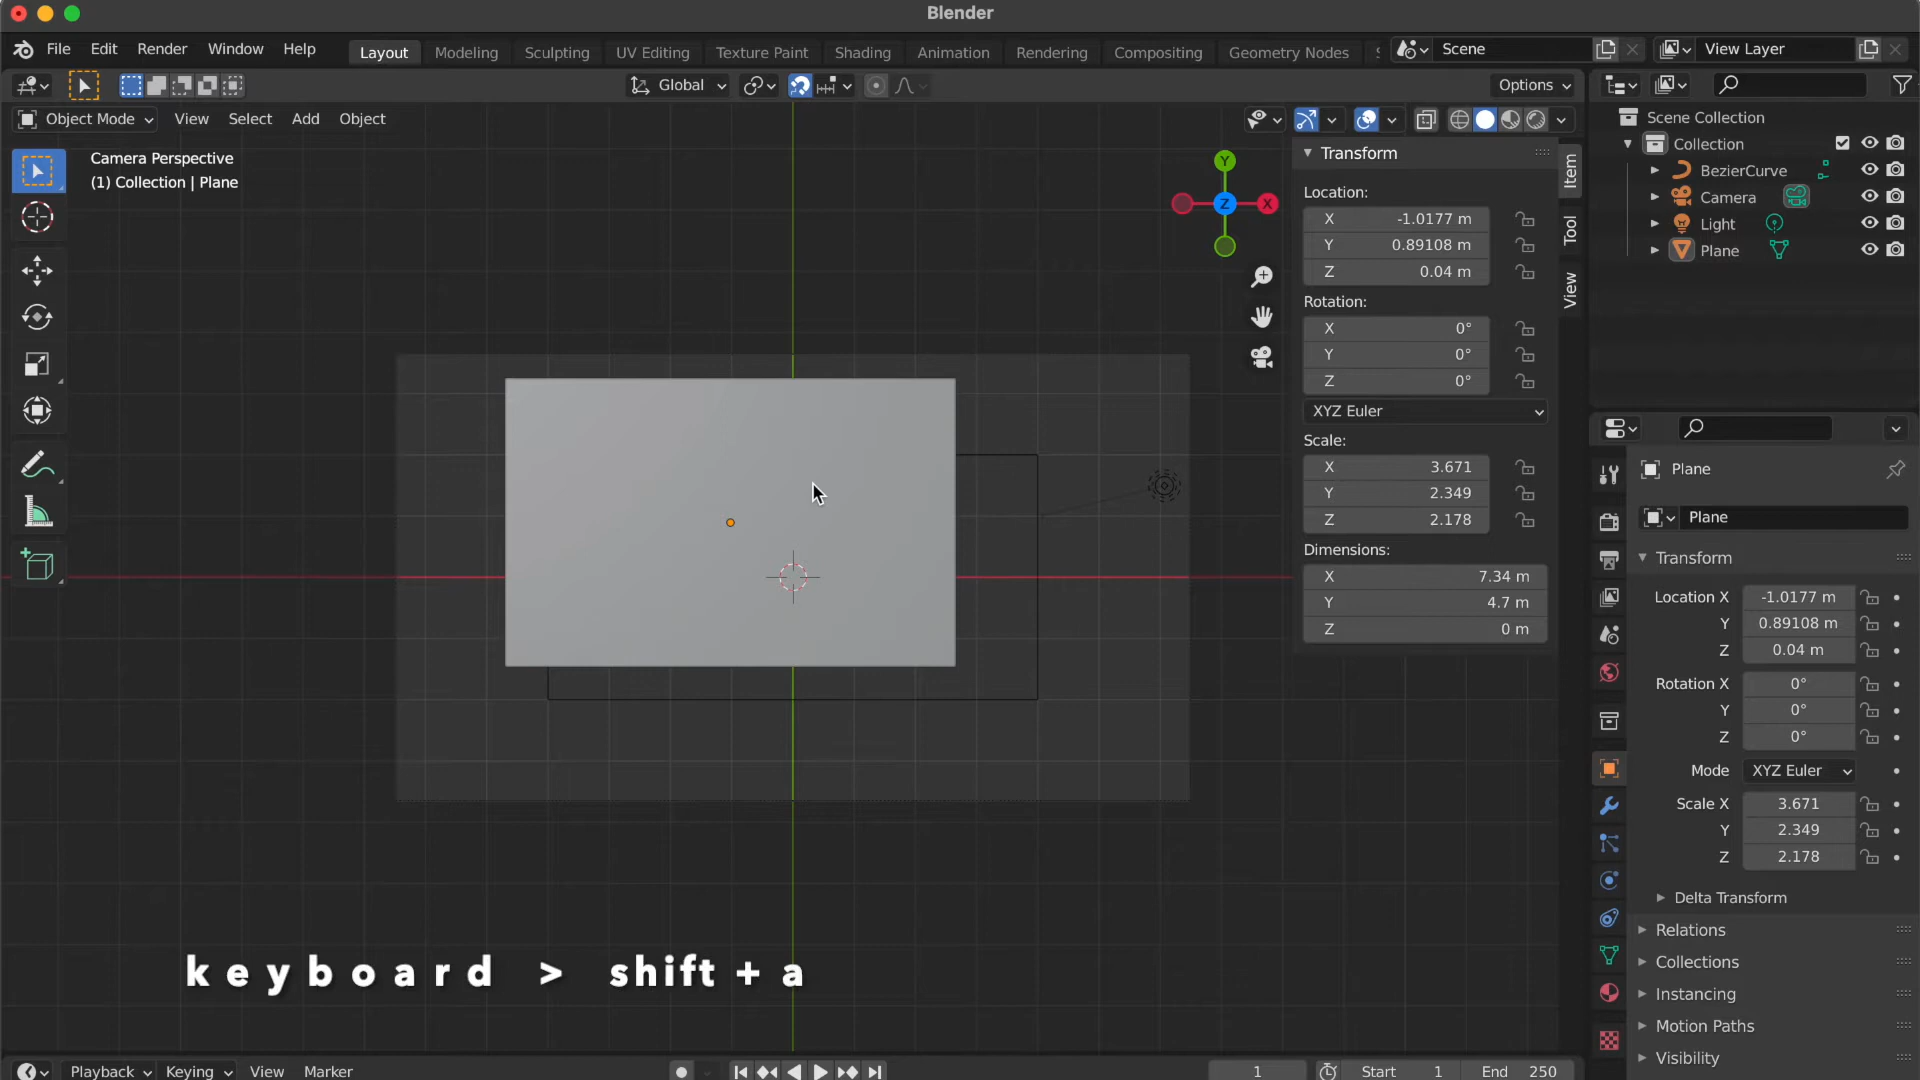 Blender
File Edit Render Window Help
Layout Modeling Sculpting UV Editing Texture Paint Shading Animation Rendering Compositing Geometry Nodes
Scene
View Layer
Global
Options
Object Mode View Select Add Object
Camera Perspective
(1) Collection | Plane
Y
X
Z
Transform
Location:
X -1.0177 m
Y 0.89108 m
Z 0.04 m
Rotation:
X 0°
Y 0°
Z 0°
XYZ Euler
Scale:
X 3.671
Y 2.349
Z 2.178
Dimensions:
X 7.34 m
Y 4.7 m
Z 0 m
Item
Tool
View
Scene Collection
Collection
BezierCurve
Camera
Light
Plane
Plane
Plane
Transform
Location X -1.0177 m
Y 0.89108 m
Z 0.04 m
Rotation X 0°
Y 0°
Z 0°
Mode XYZ Euler
Scale X 3.671
Y 2.349
Z 2.178
Delta Transform
Relations
Collections
Instancing
Motion Paths
Visibility
keyboard > shift + a
Playback Keying View Marker
1 Start 1 End 250